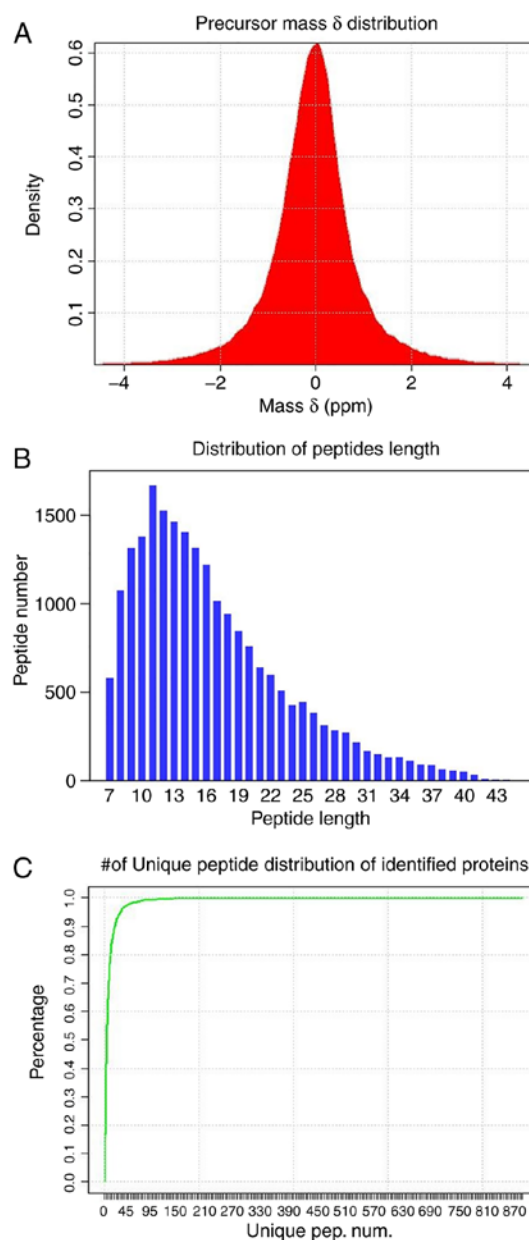 A
Precursor mass δ distribution
Density
0.6
0.5
0.4
0.3
0.2
0.1
−4 −2 0 2 4
Mass δ (ppm)
B
Distribution of peptides length
Peptide number
1500
1000
500
0
7 10 13 16 19 22 25 28 31 34 37 40 43
Peptide length
C
#of Unique peptide distribution of identified proteins
Percentage
1.0
0.9
0.8
0.7
0.6
0.5
0.4
0.3
0.2
0.1
0.0
0 45 95 150 210 270 330 390 450 510 570 630 690 750 810 870
Unique pep. num.